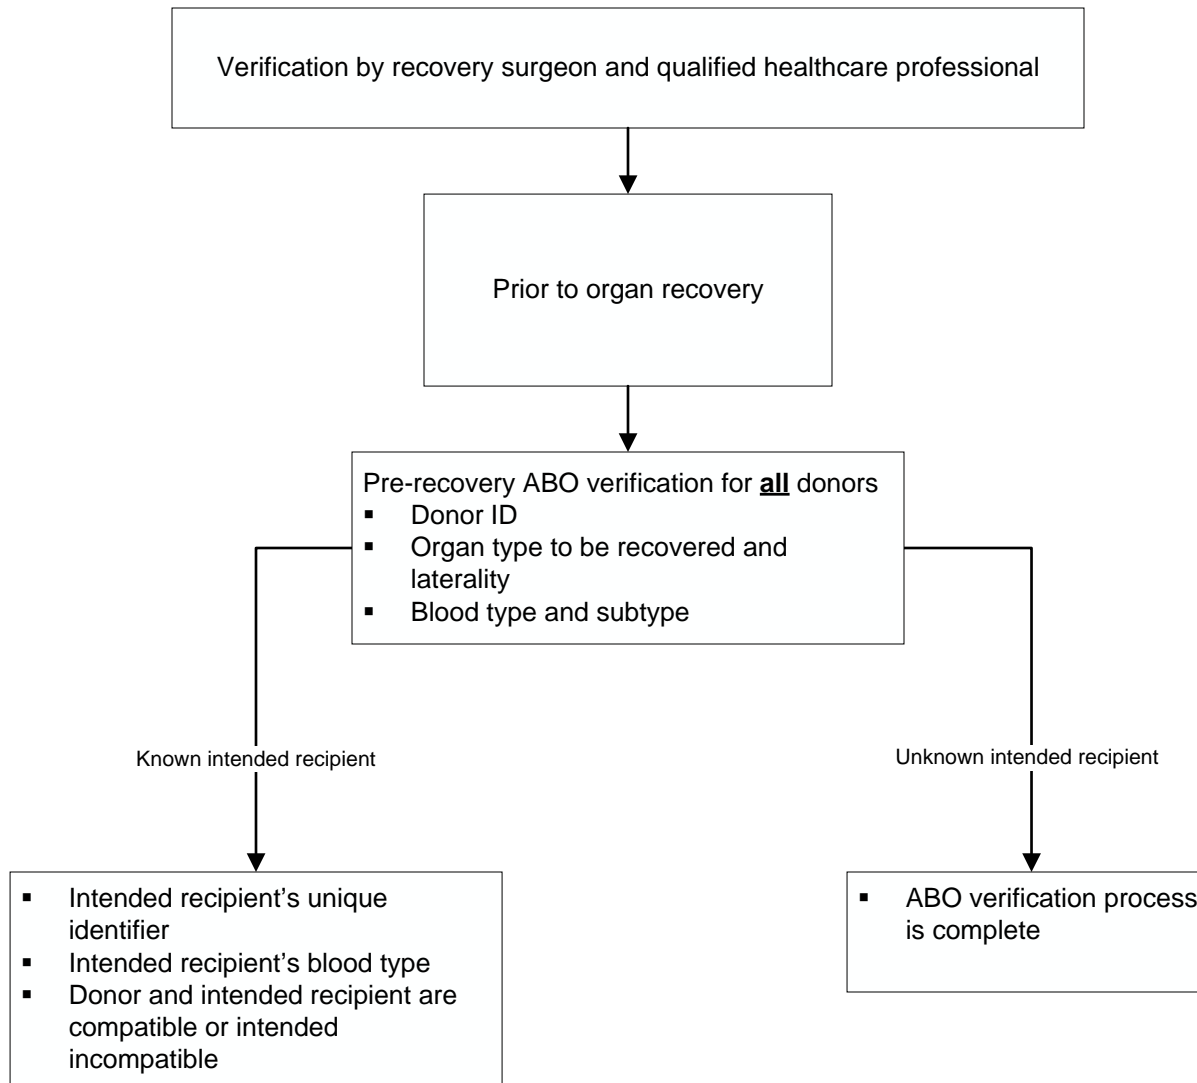 Verification by recovery surgeon and qualified healthcare professional
Prior to organ recovery
Pre-recovery ABO verification for all donors
▪ Donor ID
▪ Organ type to be recovered and
laterality
▪ Blood type and subtype
Known intended recipient
Unknown intended recipient
▪ Intended recipient’s unique
identifier
▪ Intended recipient’s blood type
▪ Donor and intended recipient are
compatible or intended
incompatible
▪ ABO verification process
is complete